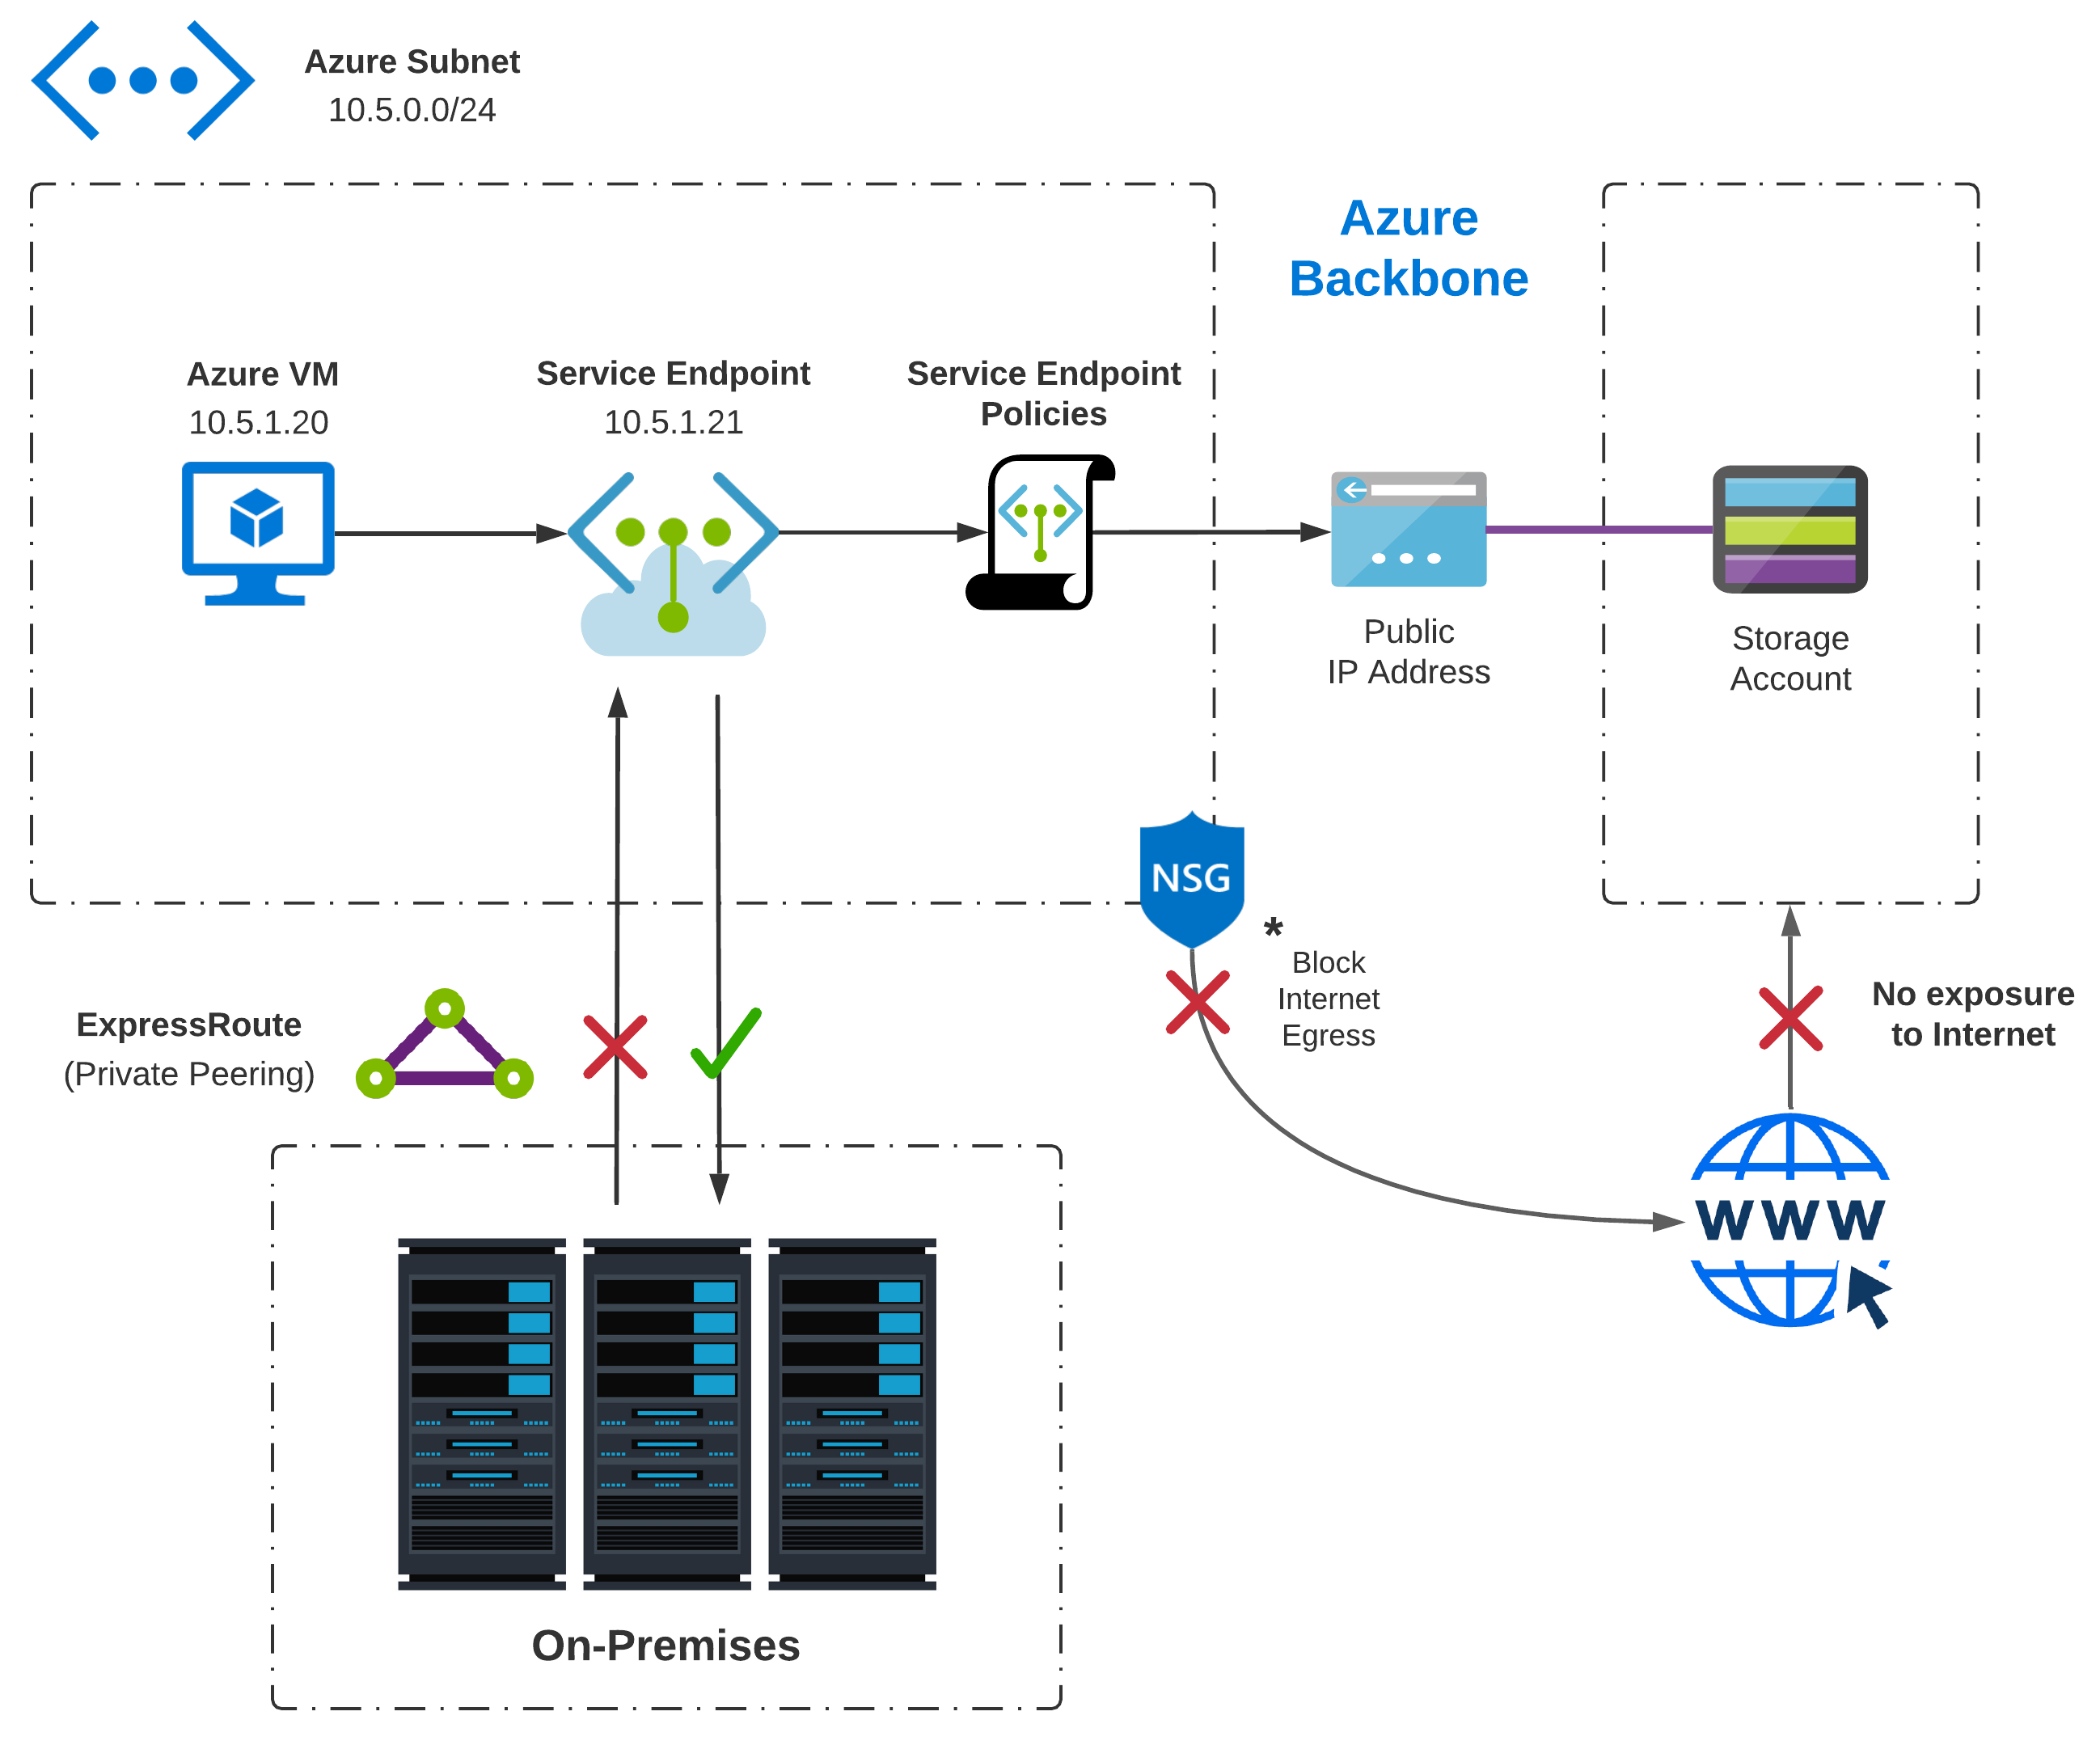 Azure Subnet
10.5.0.0/24
Azure
Backbone
Azure VM
10.5.1.20
Service Endpoint
10.5.1.21
Service Endpoint
Policies
Public
IP Address
Storage
Account
NSG
*
Block
Internet
Egress
No exposure
to Internet
ExpressRoute
(Private Peering)
www
On-Premises